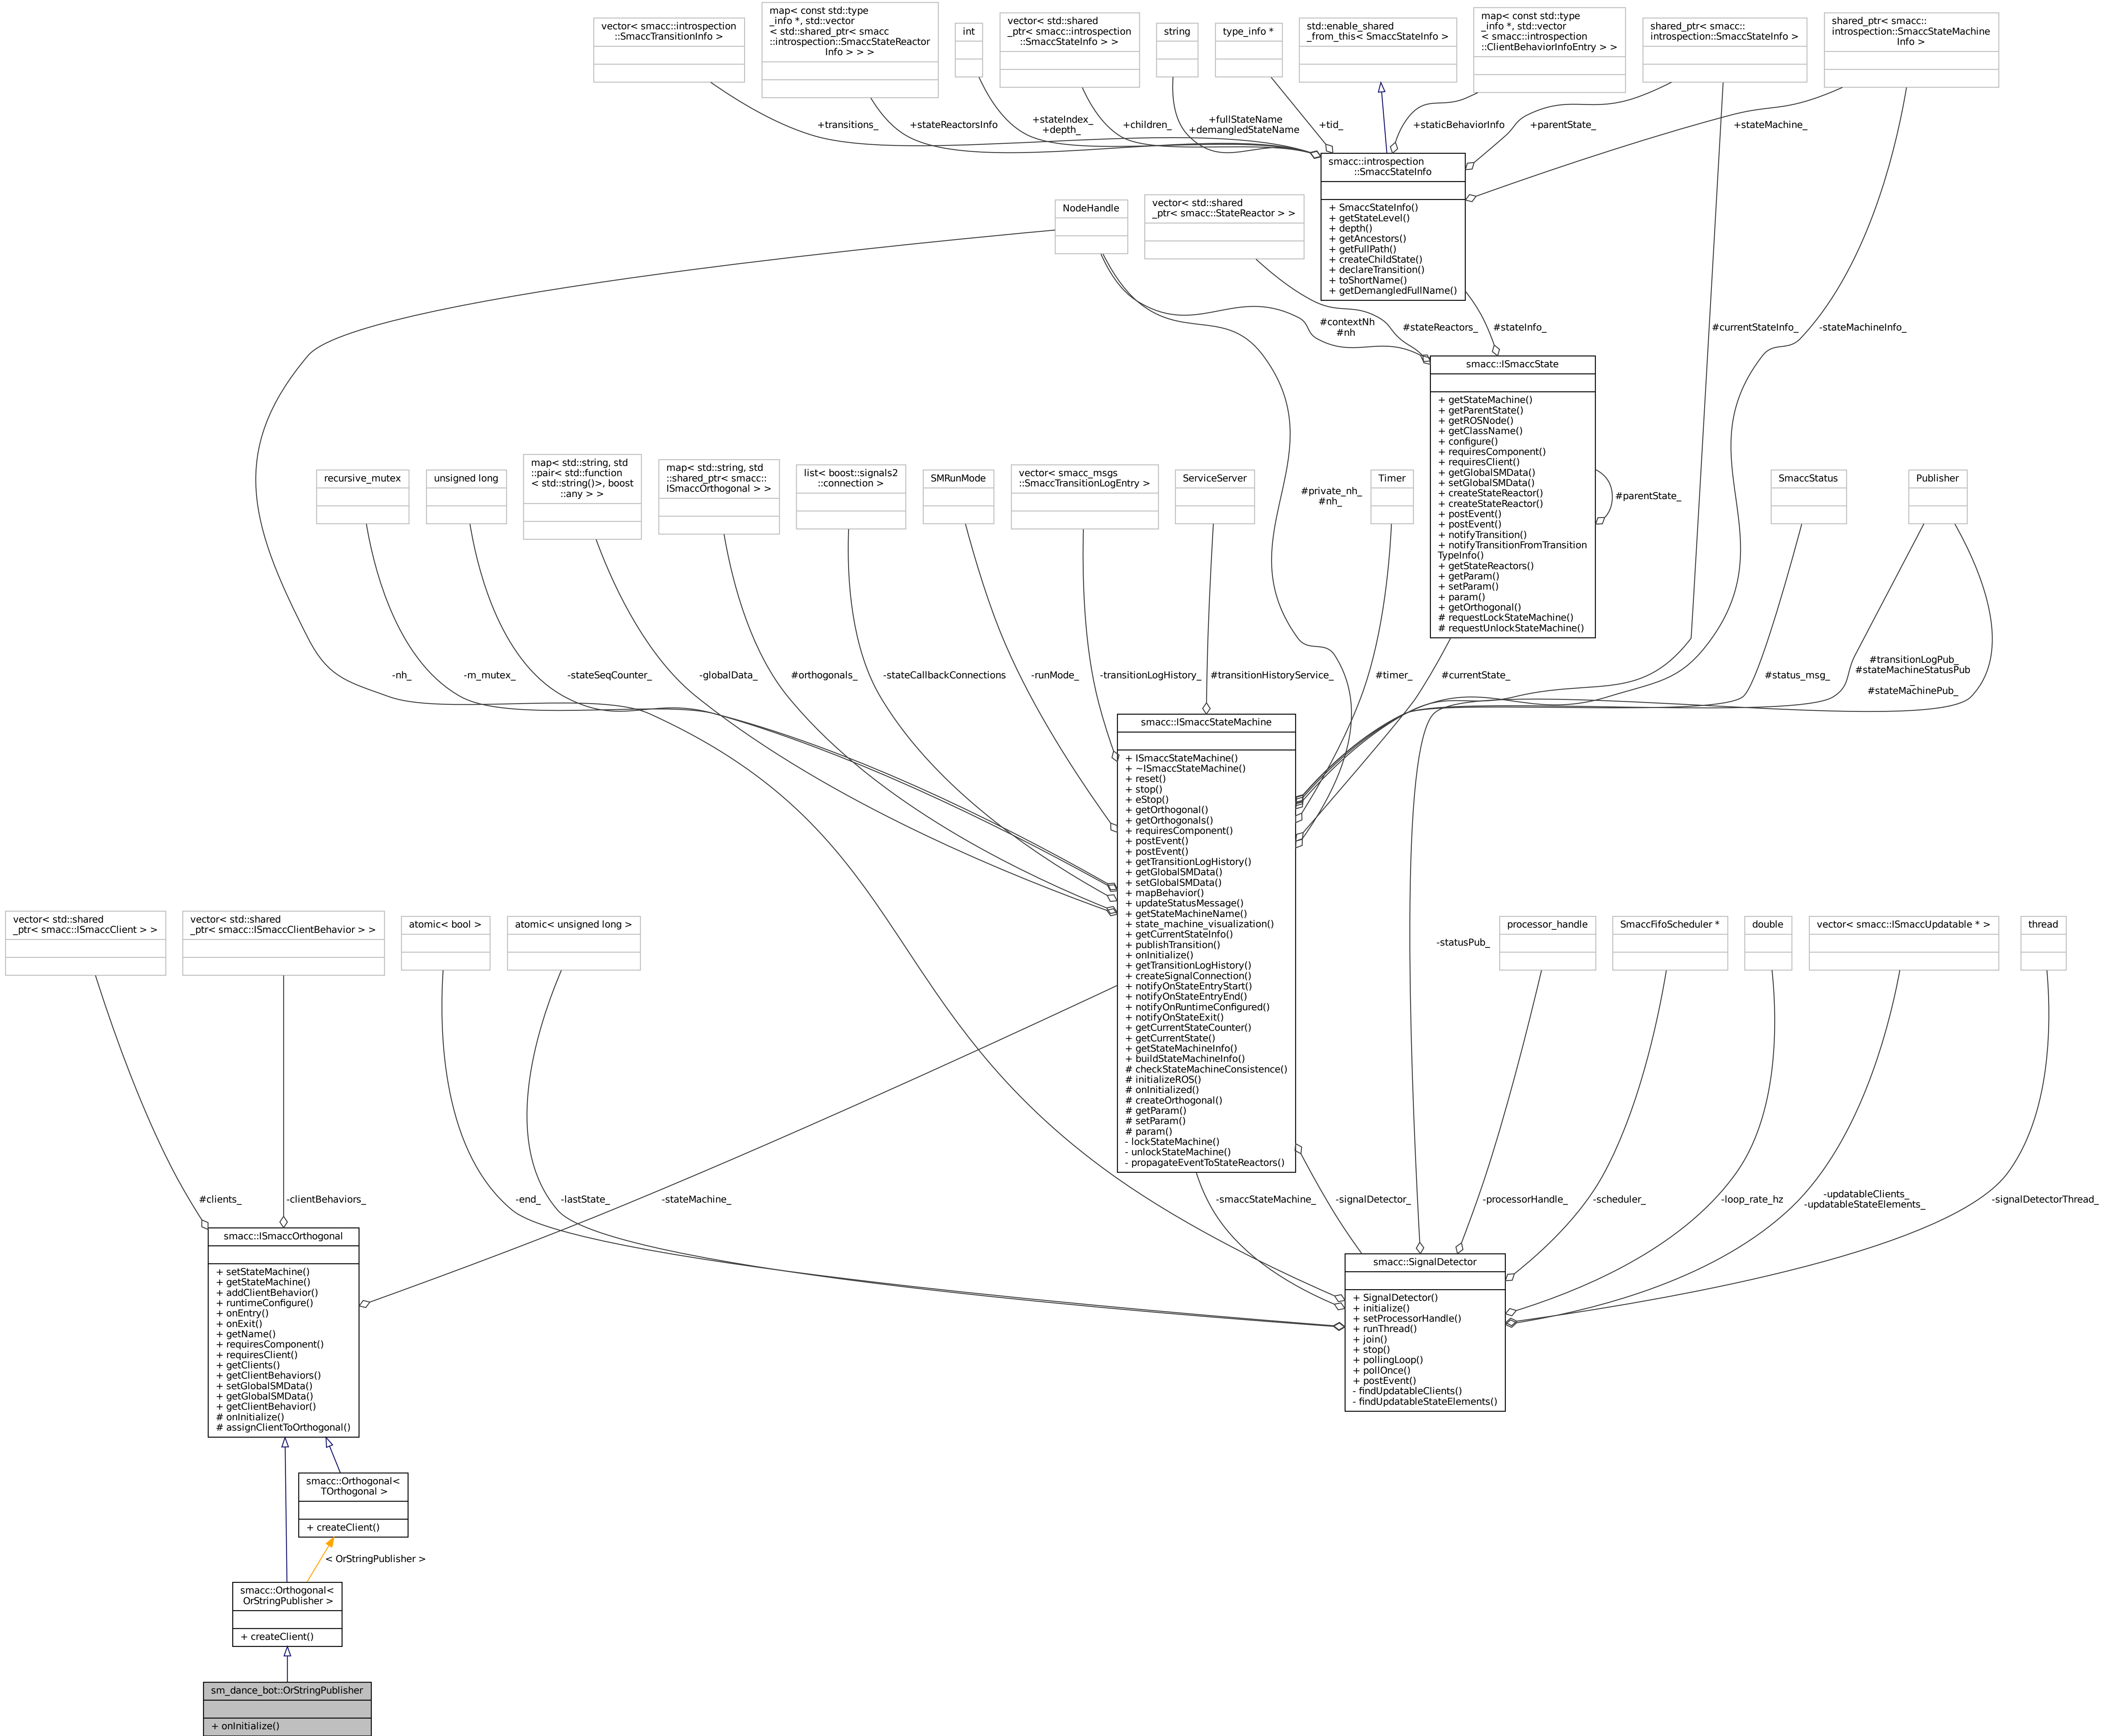 vector< smacc::introspection
::SmaccTransitionInfo >
map< const std::type
_info *, std::vector
< std::shared_ptr< smacc
::introspection::SmaccStateReactor
Info > > >
int
vector< std::shared
_ptr< smacc::introspection
::SmaccStateInfo > >
string
type_info *
std::enable_shared
_from_this< SmaccStateInfo >
map< const std::type
_info *, std::vector
< smacc::introspection
::ClientBehaviorInfoEntry > >
shared_ptr< smacc::
introspection::SmaccStateInfo >
shared_ptr< smacc::
introspection::SmaccStateMachine
Info >
+transitions_
+stateReactorsInfo
+stateIndex_
+depth_
+children_
+fullStateName
+demangledStateName
+tid_
+staticBehaviorInfo
+parentState_
+stateMachine_
smacc::introspection
::SmaccStateInfo
+ SmaccStateInfo()
+ getStateLevel()
+ depth()
+ getAncestors()
+ getFullPath()
+ createChildState()
+ declareTransition()
+ toShortName()
+ getDemangledFullName()
NodeHandle
vector< std::shared
_ptr< smacc::StateReactor > >
#contextNh
#nh
#stateReactors_
#stateInfo_
#currentStateInfo_
-stateMachineInfo_
smacc::ISmaccState
+ getStateMachine()
+ getParentState()
+ getROSNode()
+ getClassName()
+ configure()
+ requiresComponent()
+ requiresClient()
+ getGlobalSMData()
+ setGlobalSMData()
+ createStateReactor()
+ createStateReactor()
+ postEvent()
+ postEvent()
+ notifyTransition()
+ notifyTransitionFromTransition
TypeInfo()
+ getStateReactors()
+ getParam()
+ setParam()
+ param()
+ getOrthogonal()
# requestLockStateMachine()
# requestUnlockStateMachine()
#parentState_
recursive_mutex
unsigned long
map< std::string, std
::pair< std::function
< std::string()>, boost
::any > >
map< std::string, std
::shared_ptr< smacc::
ISmaccOrthogonal > >
list< boost::signals2
::connection >
SMRunMode
vector< smacc_msgs
::SmaccTransitionLogEntry >
ServiceServer
#private_nh_
#nh_
Timer
SmaccStatus
Publisher
-nh_
-m_mutex_
-stateSeqCounter_
-globalData_
#orthogonals_
-stateCallbackConnections
-runMode_
-transitionLogHistory_
#transitionHistoryService_
#timer_
#currentState_
#status_msg_
#transitionLogPub_
#stateMachineStatusPub
_
#stateMachinePub_
smacc::ISmaccStateMachine
+ ISmaccStateMachine()
+ ~ISmaccStateMachine()
+ reset()
+ stop()
+ eStop()
+ getOrthogonal()
+ getOrthogonals()
+ requiresComponent()
+ postEvent()
+ postEvent()
+ getTransitionLogHistory()
+ getGlobalSMData()
+ setGlobalSMData()
+ mapBehavior()
+ updateStatusMessage()
+ getStateMachineName()
+ state_machine_visualization()
+ getCurrentStateInfo()
+ publishTransition()
+ onInitialize()
+ getTransitionLogHistory()
+ createSignalConnection()
+ notifyOnStateEntryStart()
+ notifyOnStateEntryEnd()
+ notifyOnRuntimeConfigured()
+ notifyOnStateExit()
+ getCurrentStateCounter()
+ getCurrentState()
+ getStateMachineInfo()
+ buildStateMachineInfo()
# checkStateMachineConsistence()
# initializeROS()
# onInitialized()
# createOrthogonal()
# getParam()
# setParam()
# param()
- lockStateMachine()
- unlockStateMachine()
- propagateEventToStateReactors()
vector< std::shared
_ptr< smacc::ISmaccClient > >
vector< std::shared
_ptr< smacc::ISmaccClientBehavior > >
atomic< bool >
atomic< unsigned long >
-statusPub_
processor_handle
SmaccFifoScheduler *
double
vector< smacc::ISmaccUpdatable * >
thread
#clients_
-clientBehaviors_
-end_
-lastState_
-stateMachine_
-smaccStateMachine_
-signalDetector_
-processorHandle_
-scheduler_
-loop_rate_hz
-updatableClients_
-updatableStateElements_
-signalDetectorThread_
smacc::ISmaccOrthogonal
+ setStateMachine()
+ getStateMachine()
+ addClientBehavior()
+ runtimeConfigure()
+ onEntry()
+ onExit()
+ getName()
+ requiresComponent()
+ requiresClient()
+ getClients()
+ getClientBehaviors()
+ setGlobalSMData()
+ getGlobalSMData()
+ getClientBehavior()
# onInitialize()
# assignClientToOrthogonal()
smacc::SignalDetector
+ SignalDetector()
+ initialize()
+ setProcessorHandle()
+ runThread()
+ join()
+ stop()
+ pollingLoop()
+ pollOnce()
+ postEvent()
- findUpdatableClients()
- findUpdatableStateElements()
smacc::Orthogonal<
TOrthogonal >
+ createClient()
< OrStringPublisher >
smacc::Orthogonal<
OrStringPublisher >
+ createClient()
sm_dance_bot::OrStringPublisher
+ onInitialize()